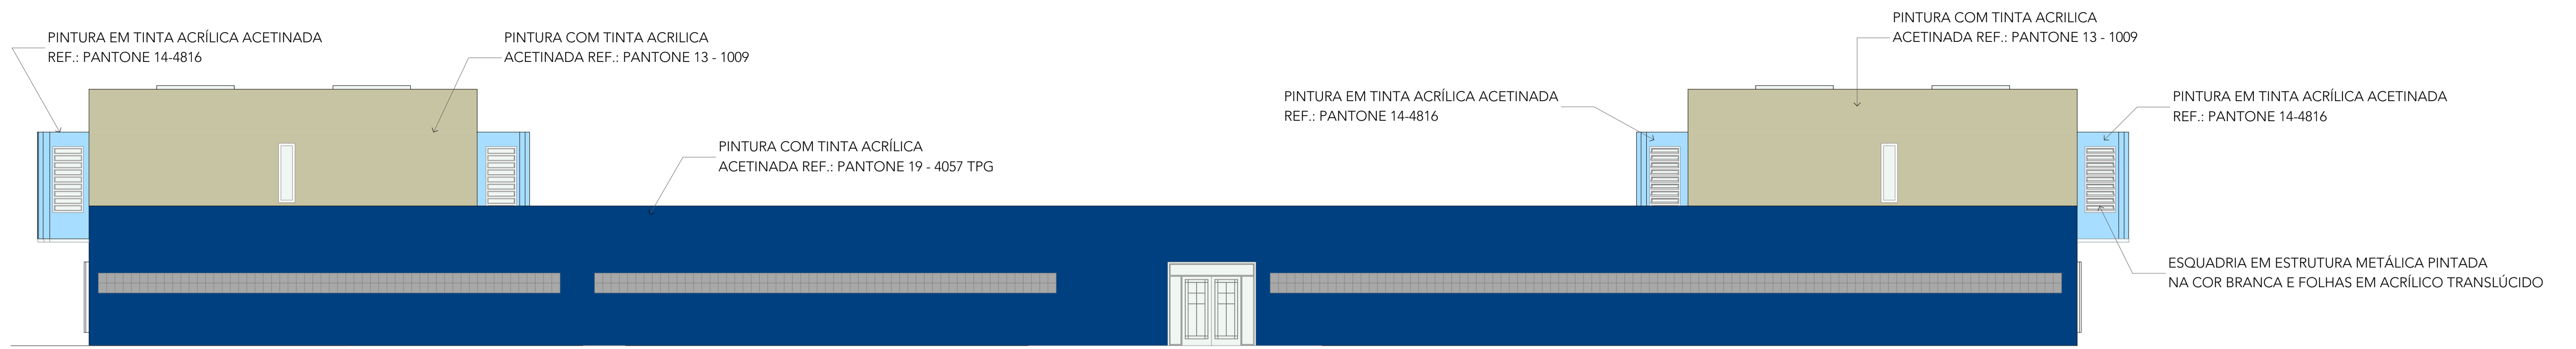 PINTURA EM TINTA ACRÍLICA ACETINADA
REF.: PANTONE 14-4816
PINTURA COM TINTA ACRILICA
ACETINADA REF.: PANTONE 13 - 1009
PINTURA COM TINTA ACRÍLICA
ACETINADA REF.: PANTONE 19 - 4057 TPG
PINTURA EM TINTA ACRÍLICA ACETINADA
REF.: PANTONE 14-4816
PINTURA COM TINTA ACRILICA
ACETINADA REF.: PANTONE 13 - 1009
PINTURA EM TINTA ACRÍLICA ACETINADA
REF.: PANTONE 14-4816
ESQUADRIA EM ESTRUTURA METÁLICA PINTADA
NA COR BRANCA E FOLHAS EM ACRÍLICO TRANSLÚCIDO